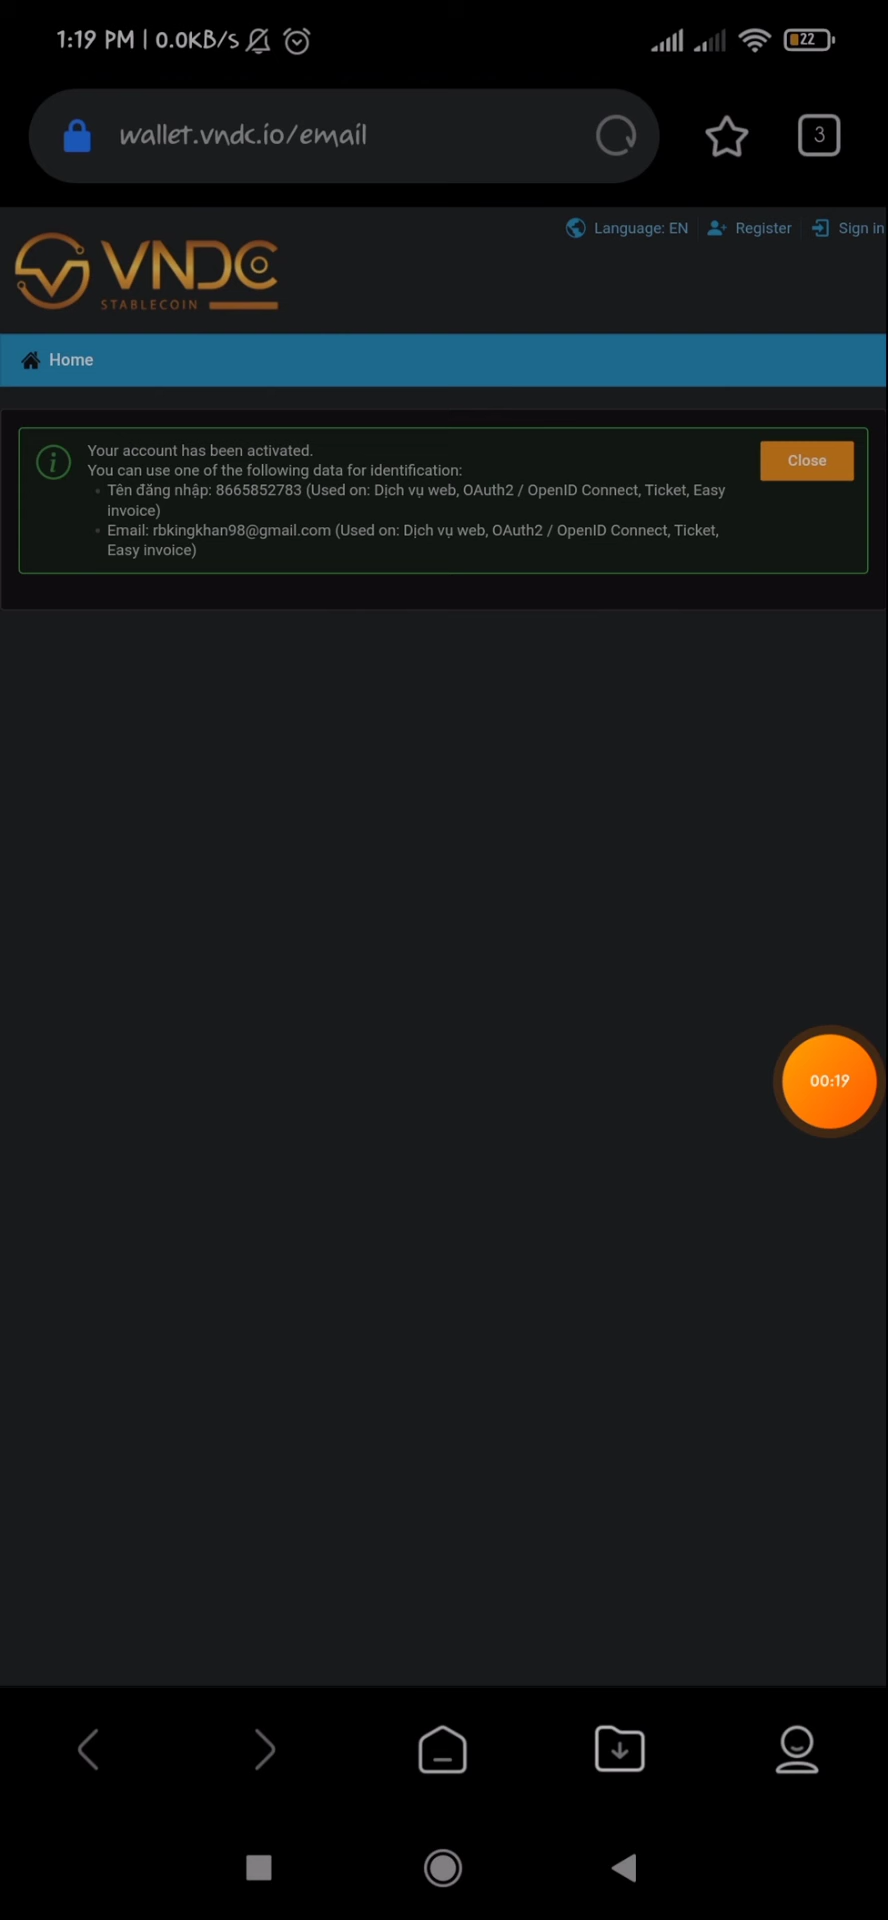 1:19 PM | 0.0KB/s 22
wallet.vndc.io/email 3
Language: EN Register Sign in
VNDC
STABLECOIN
Home
Your account has been activated.
Close
You can use one of the following data for identification:
Tên đăng nhập: 8665852783 (Used on: Dịch vụ web, OAuth2 / OpenID Connect, Ticket, Easy
invoice)
Email: rbkingkhan98@gmail.com (Used on: Dịch vụ web, OAuth2 / OpenID Connect, Ticket,
Easy invoice)
00:19